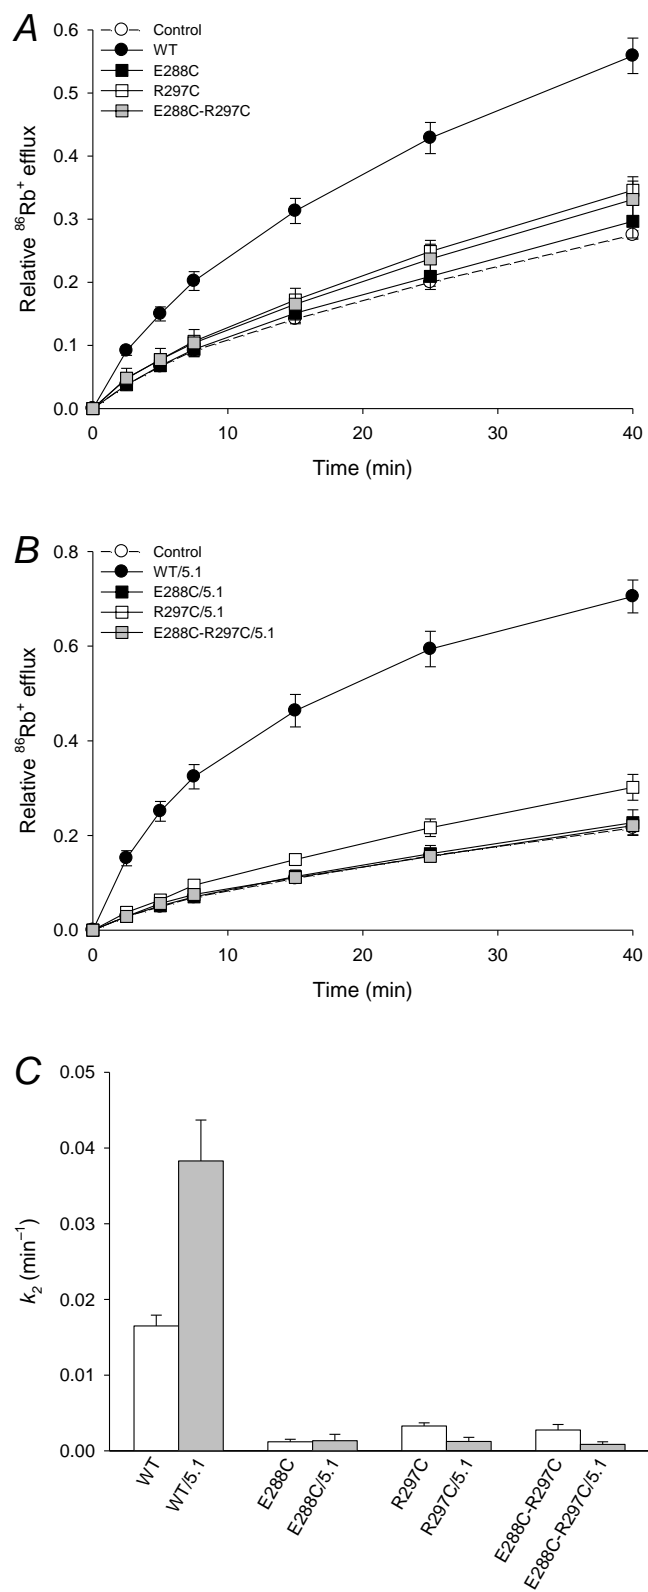 A
Control
WT
E288C
R297C
E288C-R297C
0.6
0.5
0.4
0.3
0.2
0.1
0.0
Relative ⁸⁶Rb⁺ efflux
0
10
20
30
40
Time (min)
B
Control
WT/5.1
E288C/5.1
R297C/5.1
E288C-R297C/5.1
0.8
0.6
0.4
0.2
0.0
Relative ⁸⁶Rb⁺ efflux
0
10
20
30
40
Time (min)
C
0.05
0.04
0.03
0.02
0.01
0.00
k₂ (min⁻¹)
WT
WT/5.1
E288C
E288C/5.1
R297C
R297C/5.1
E288C-R297C
E288C-R297C/5.1